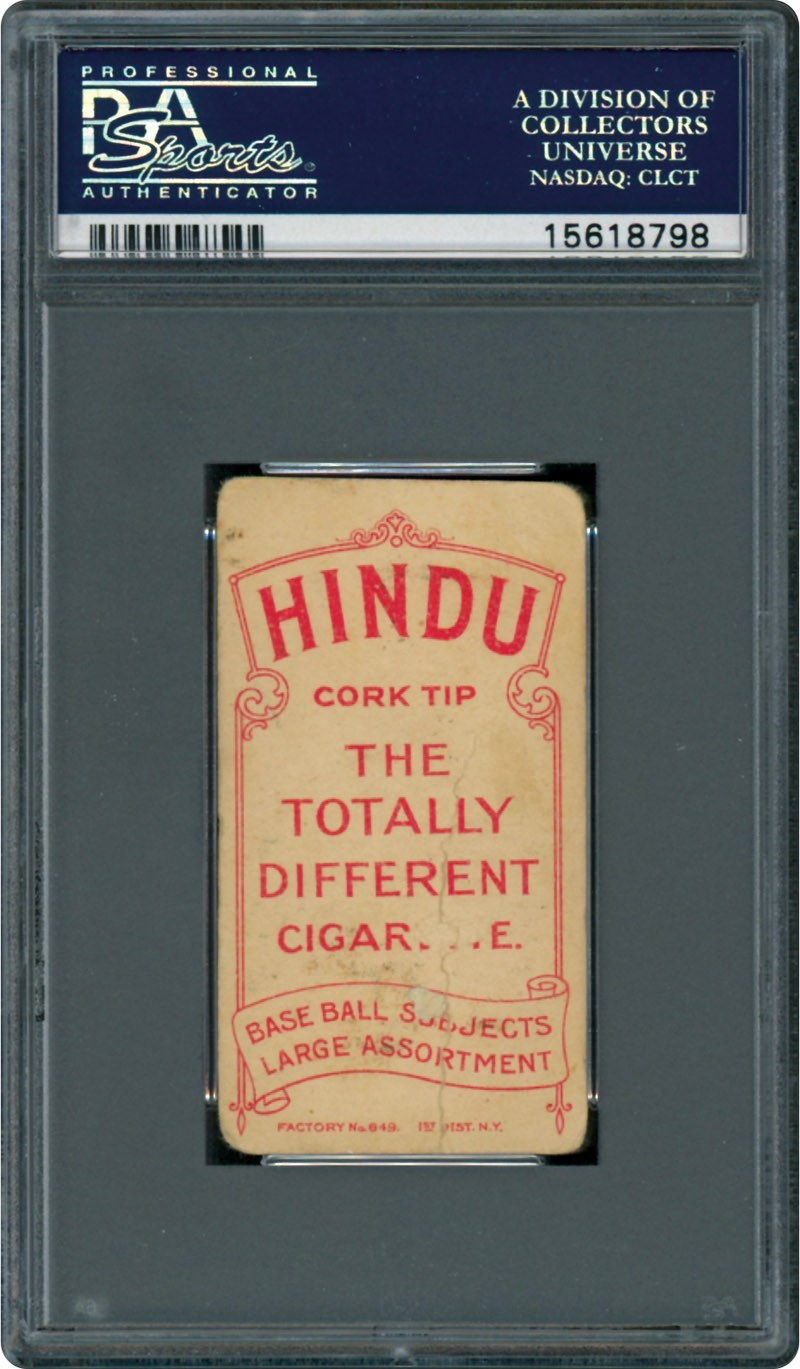 PROFESSIONAL
PSA
Sports
AUTHENTICATOR
A DIVISION OF
COLLECTORS
UNIVERSE
NASDAQ: CLCT
15618798
HINDU
CORK TIP
THE
TOTALLY
DIFFERENT
BASE BALL SUBJECTS
LARGE ASSORTMENT
FACTORY No. 649. 1ST DIST. N.Y.